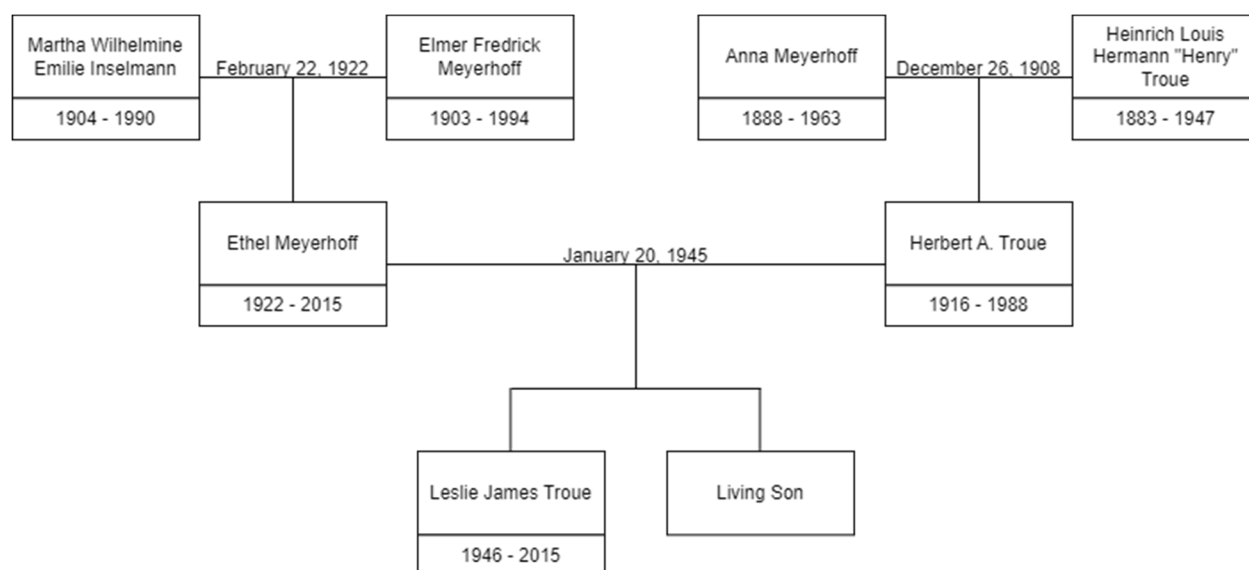 Martha Wilhelmine
Emilie Inselmann
1904 - 1990
February 22, 1922
Elmer Fredrick
Meyerhoff
1903 - 1994
Anna Meyerhoff
1888 - 1963
December 26, 1908
Heinrich Louis
Hermann "Henry"
Troue
1883 - 1947
Ethel Meyerhoff
1922 - 2015
January 20, 1945
Herbert A. Troue
1916 - 1988
Leslie James Troue
1946 - 2015
Living Son